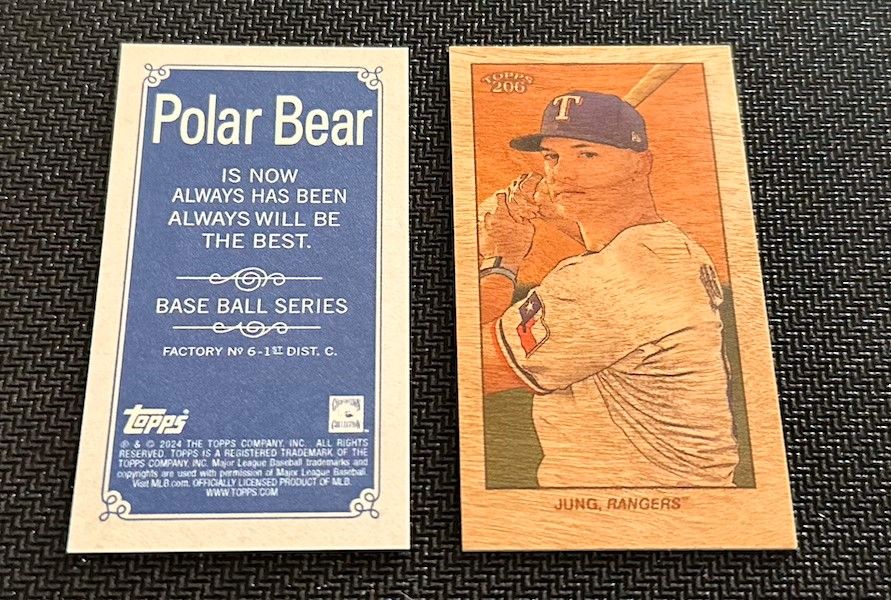 Polar Bear
IS NOW
ALWAYS HAS BEEN
ALWAYS WILL BE
THE BEST.
BASE BALL SERIES
FACTORY Nº 6-1ST DIST. C.
topps
℗ & © 2024 THE TOPPS COMPANY, INC. ALL RIGHTS
RESERVED. TOPPS IS A REGISTERED TRADEMARK OF THE
TOPPS COMPANY, INC. Major League Baseball trademarks and
copyrights are used with permission of Major League Baseball.
Visit MLB.com. OFFICIALLY LICENSED PRODUCT OF MLB.
WWW.TOPPS.COM
TOPPS
206
T
JUNG, RANGERS™